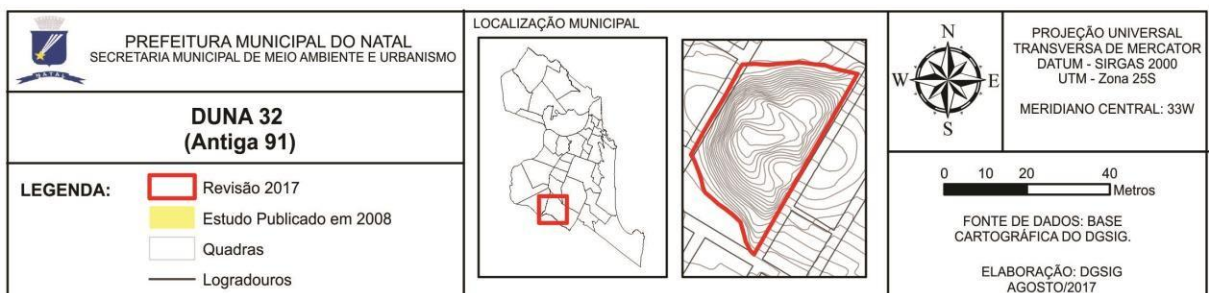 NATAL
PREFEITURA MUNICIPAL DO NATAL
SECRETARIA MUNICIPAL DE MEIO AMBIENTE E URBANISMO
DUNA 32
(Antiga 91)
LEGENDA:
Revisão 2017
Estudo Publicado em 2008
Quadras
Logradouros
LOCALIZAÇÃO MUNICIPAL
N
W
E
S
PROJEÇÃO UNIVERSAL
TRANSVERSA DE MERCATOR
DATUM - SIRGAS 2000
UTM - Zona 25S
MERIDIANO CENTRAL: 33W
0 10 20 40
Metros
FONTE DE DADOS: BASE
CARTOGRÁFICA DO DGSIG.
ELABORAÇÃO: DGSIG
AGOSTO/2017